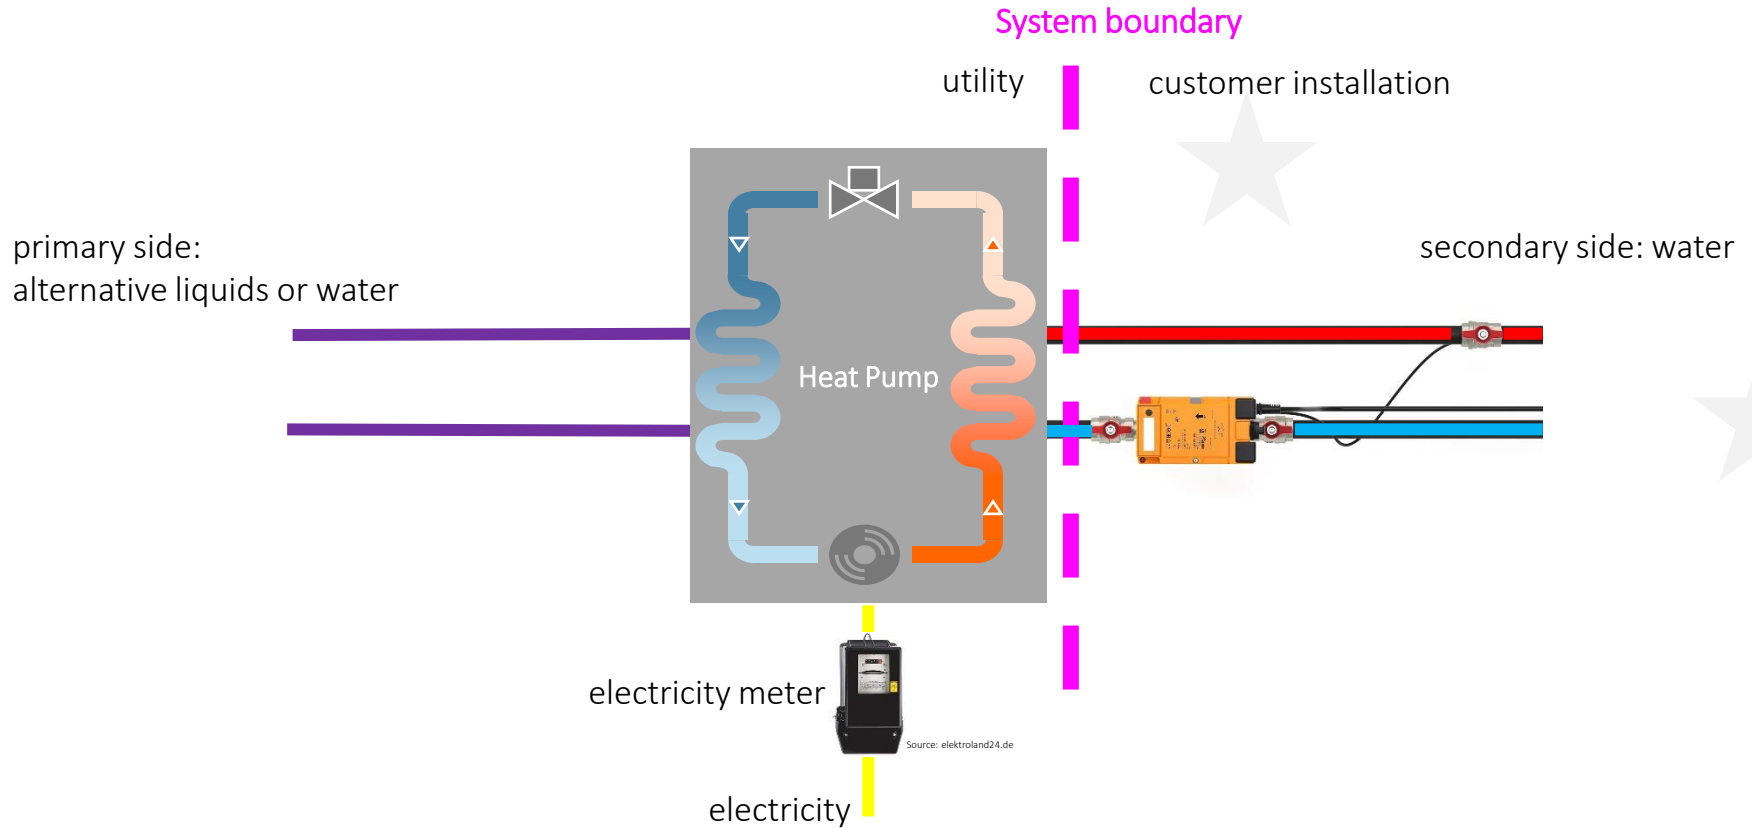 System boundary
utility
customer installation
primary side:
alternative liquids or water
secondary side: water
Heat Pump
electricity meter
Source: elektroland24.de
electricity